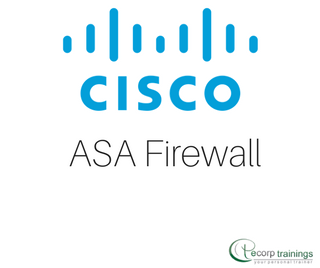 CISCO
ASA Firewall
ecorp trainings
your personal trainer